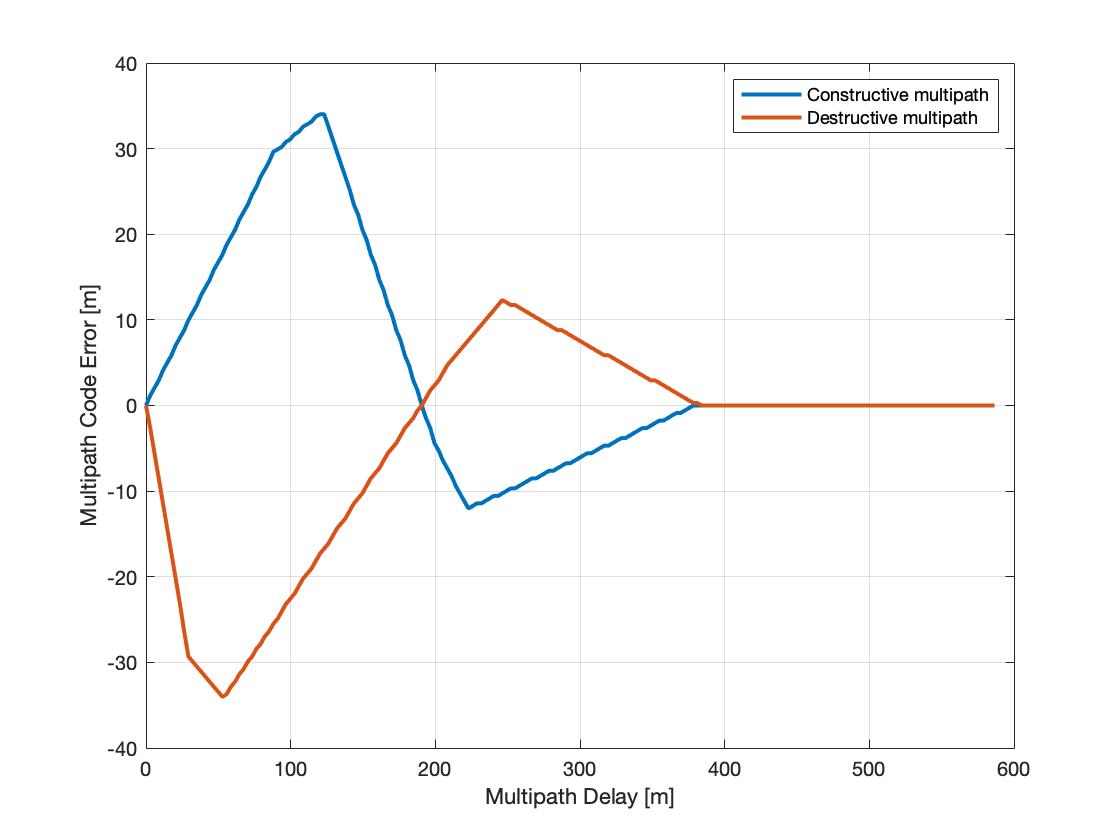 Constructive multipath
Destructive multipath
40
30
20
10
0
-10
-20
-30
-40
Multipath Code Error [m]
0 100 200 300 400 500 600
Multipath Delay [m]